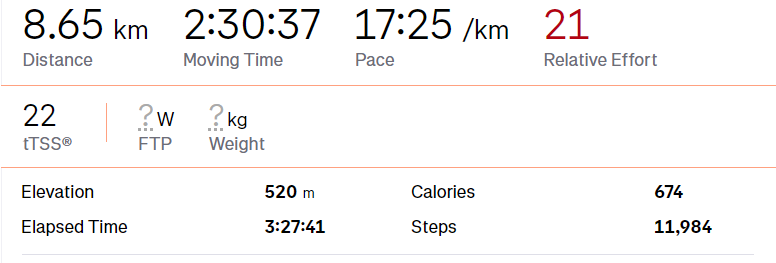 8.65 km 2:30:37 17:25 /km 21
Distance Moving Time Pace Relative Effort
22 ? W ? kg
tTSS® FTP Weight
Elevation 520 m Calories 674
Elapsed Time 3:27:41 Steps 11,984